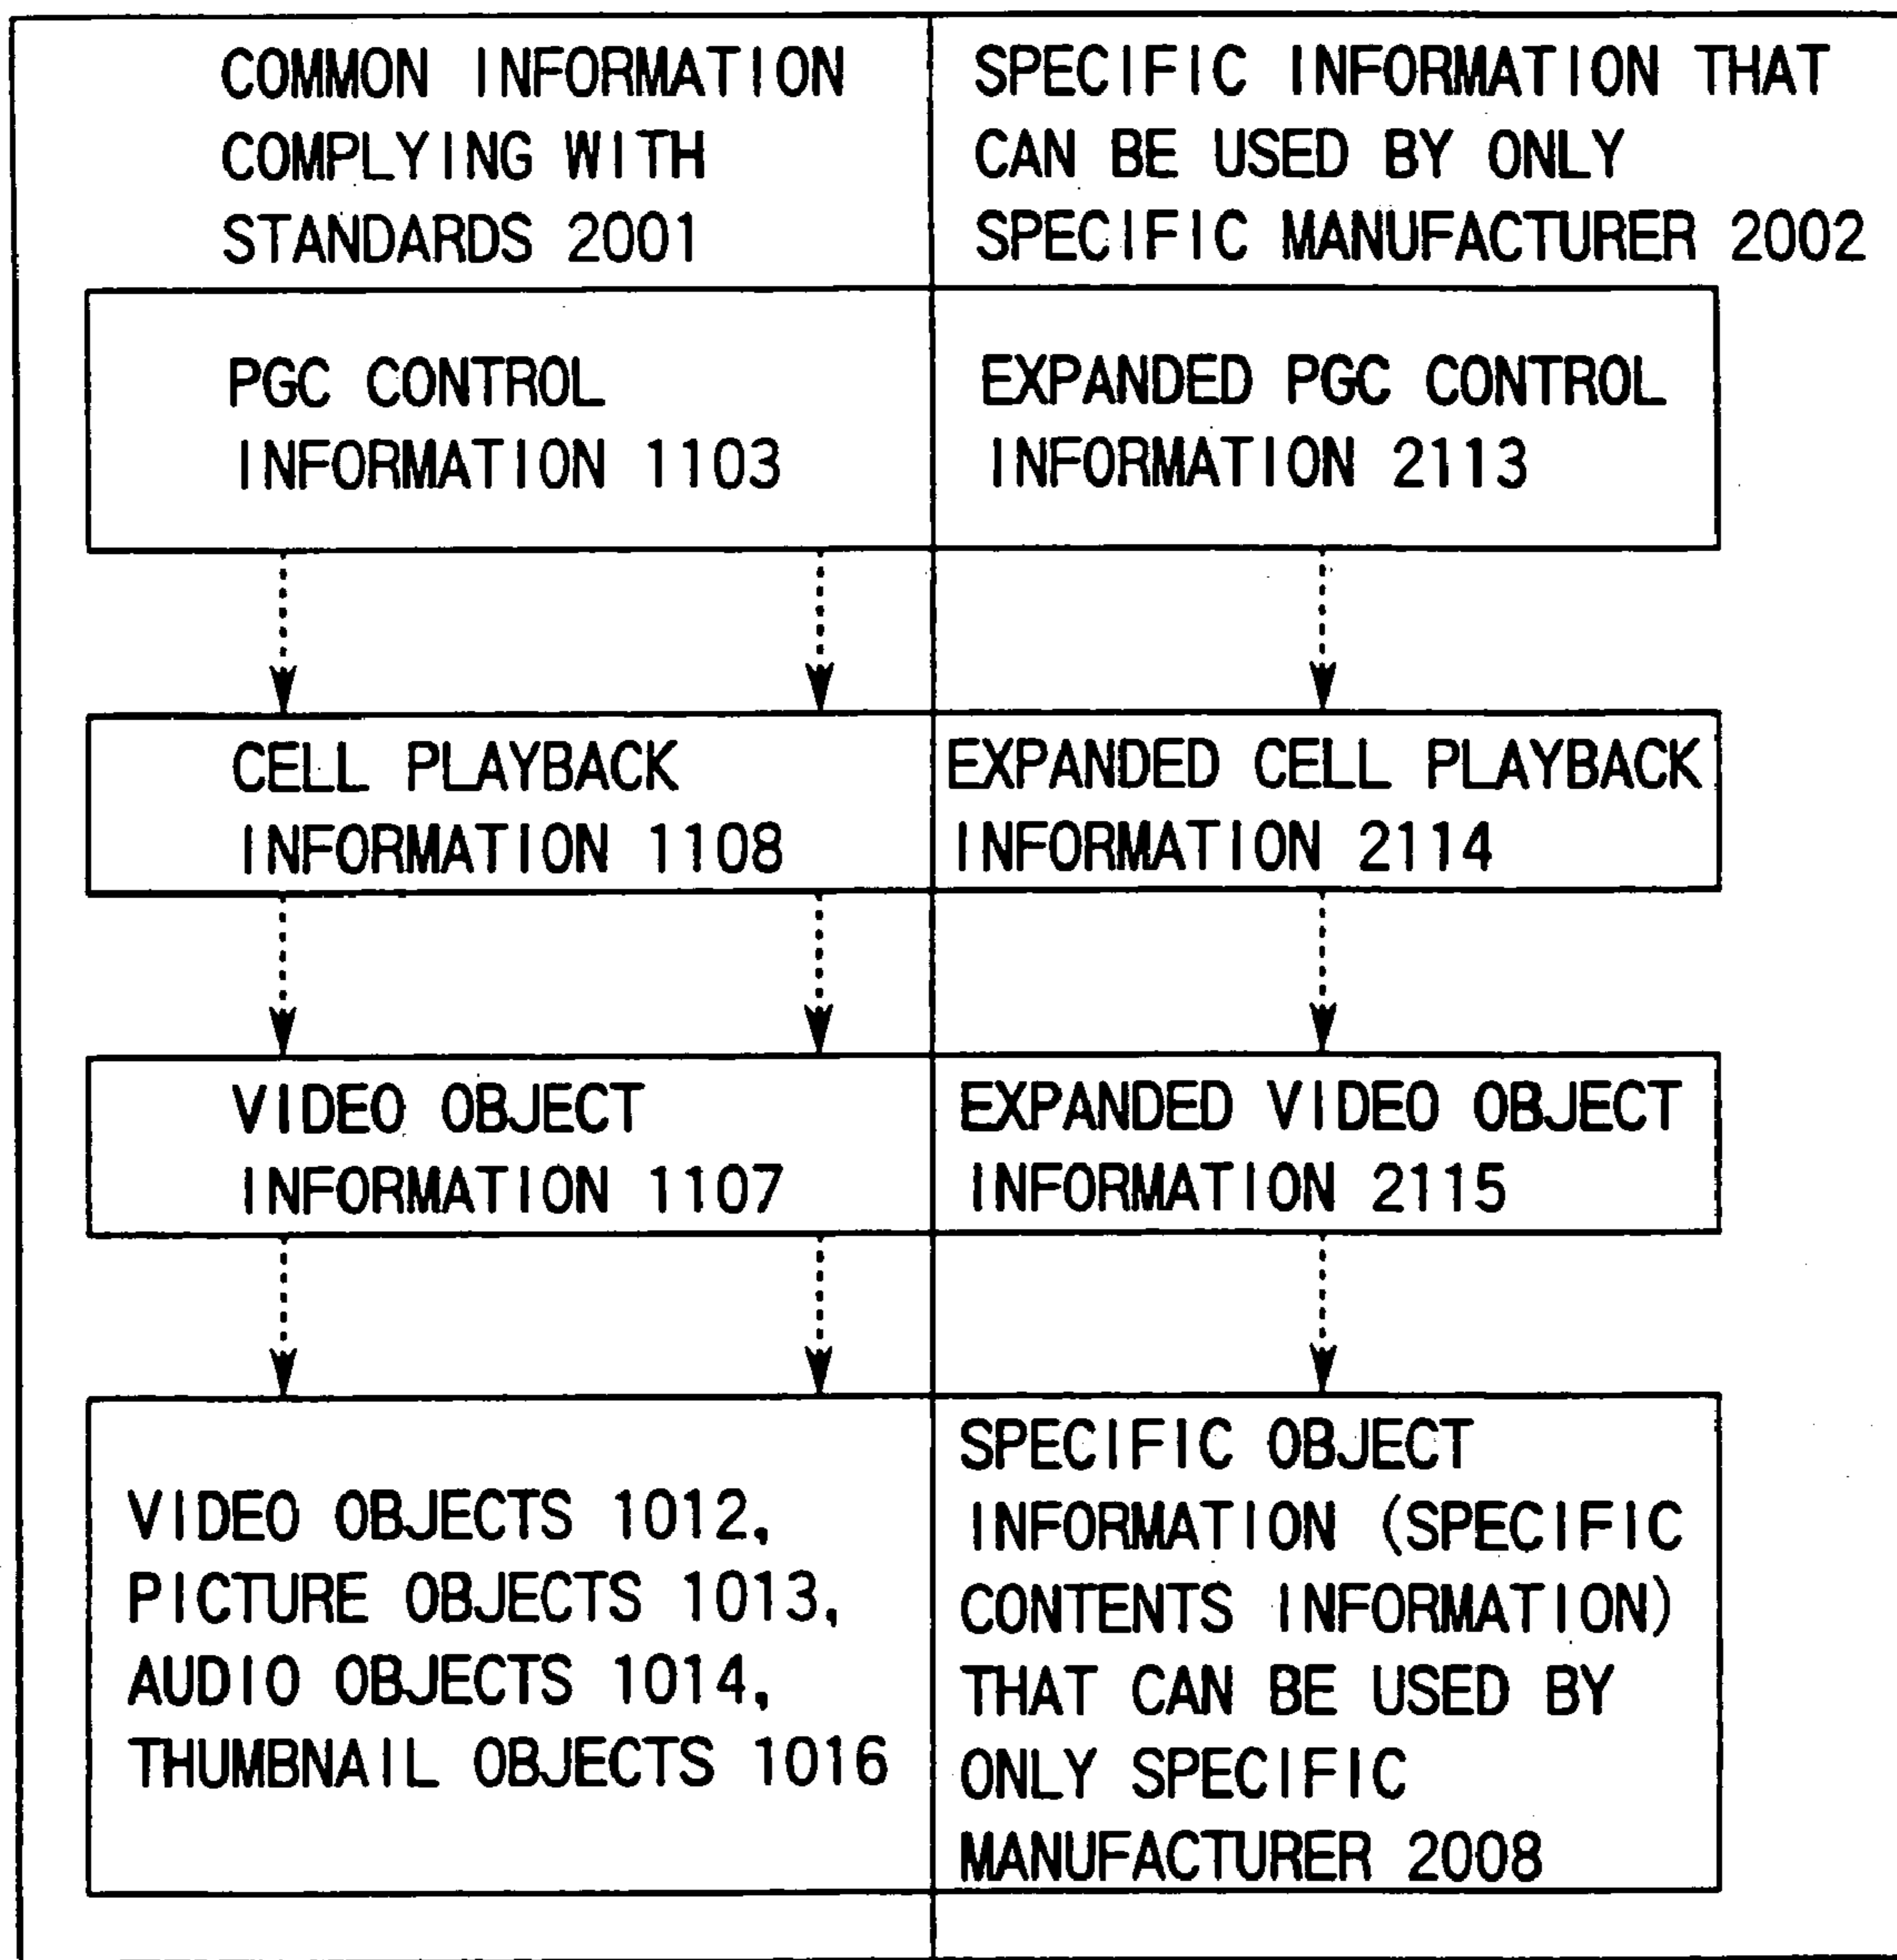 COMMON INFORMATION
COMPLYING WITH
STANDARDS 2001
SPECIFIC INFORMATION THAT
CAN BE USED BY ONLY
SPECIFIC MANUFACTURER 2002
PGC CONTROL
INFORMATION 1103
EXPANDED PGC CONTROL
INFORMATION 2113
CELL PLAYBACK
INFORMATION 1108
EXPANDED CELL PLAYBACK
INFORMATION 2114
VIDEO OBJECT
INFORMATION 1107
EXPANDED VIDEO OBJECT
INFORMATION 2115
VIDEO OBJECTS 1012,
PICTURE OBJECTS 1013,
AUDIO OBJECTS 1014,
THUMBNAIL OBJECTS 1016
SPECIFIC OBJECT
INFORMATION (SPECIFIC
CONTENTS INFORMATION)
THAT CAN BE USED BY
ONLY SPECIFIC
MANUFACTURER 2008